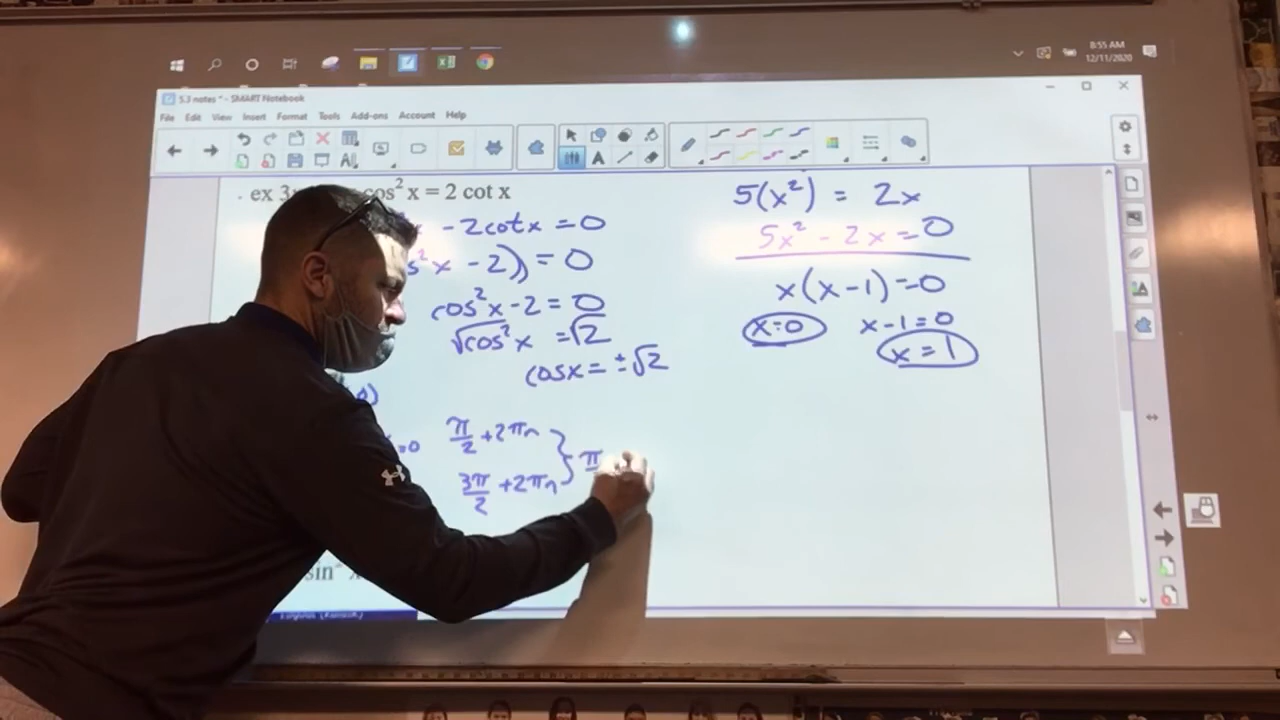 8:55 AM
12/11/2020
5.3 notes * - SMART Notebook
File Edit View Insert Format Tools Add-ons Account Help
ex 3 cos² x = 2 cot x
- 2cotx = 0
s²x - 2) = 0
cos²x - 2 = 0
√cos²x = √2
cosx = ±√2
=0
π/2 + 2πn
3π/2 + 2πn
} π
sin
5(x²) = 2x
5x² - 2x = 0
x(x-1) = 0
x=0 x-1=0
x=1